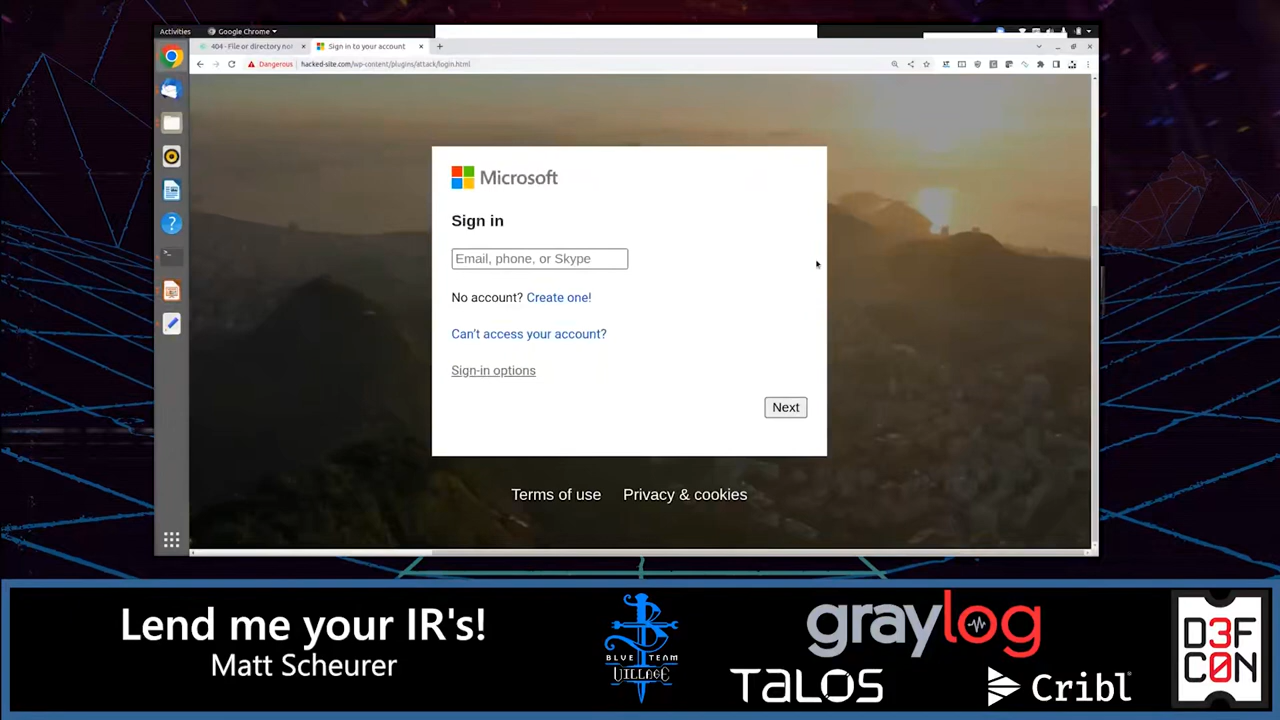 Activities
Google Chrome
404 - File or directory no
Sign in to your account
Dangerous
hacked-site.com/wp-content/plugins/attack/login.html
Microsoft
Sign in
Email, phone, or Skype
No account? Create one!
Can't access your account?
Sign-in options
Next
Terms of use
Privacy & cookies
Lend me your IR's!
Matt Scheurer
BLUE TEAM
VILLAGE
graylog
TALOS
Cribl
D3F
C0N